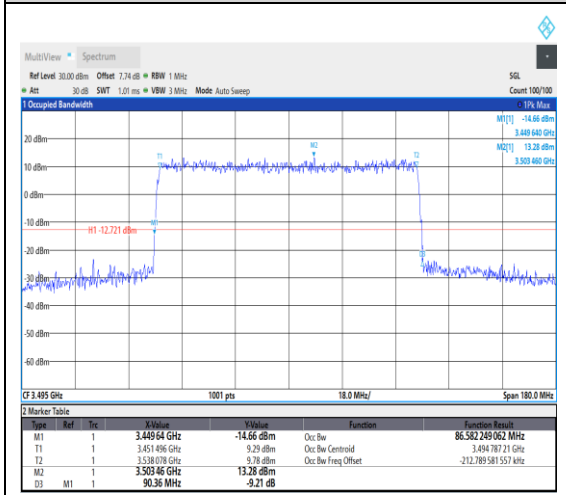 MultiView Spectrum
Ref Level 30.00 dBm Offset 7.74 dB RBW 1 MHz SGL
Att 30 dB SWT 1.01 ms VBW 3 MHz Mode Auto Sweep Count 100/100
1 Occupied Bandwidth 1Pk Max
M1[1] -14.66 dBm
3.449 640 GHz
M2[1] 13.28 dBm
3.503 460 GHz
20 dBm
M2
T1
T2
10 dBm
0 dBm
-10 dBm
M1
H1 -12.721 dBm
-20 dBm
D3
-30 dBm
-40 dBm
-50 dBm
-60 dBm
CF 3.495 GHz 1001 pts 18.0 MHz/ Span 180.0 MHz
2 Marker Table
Type Ref Trc X-Value Y-Value Function Function Result
M1 1 3.449 64 GHz -14.66 dBm Occ Bw 86.582 249 062 MHz
T1 1 3.451 496 GHz 9.29 dBm Occ Bw Centroid 3.494 787 21 GHz
T2 1 3.538 078 GHz 9.78 dBm Occ Bw Freq Offset -212.789 581 557 kHz
M2 1 3.503 46 GHz 13.28 dBm
D3 M1 1 90.36 MHz -9.21 dB